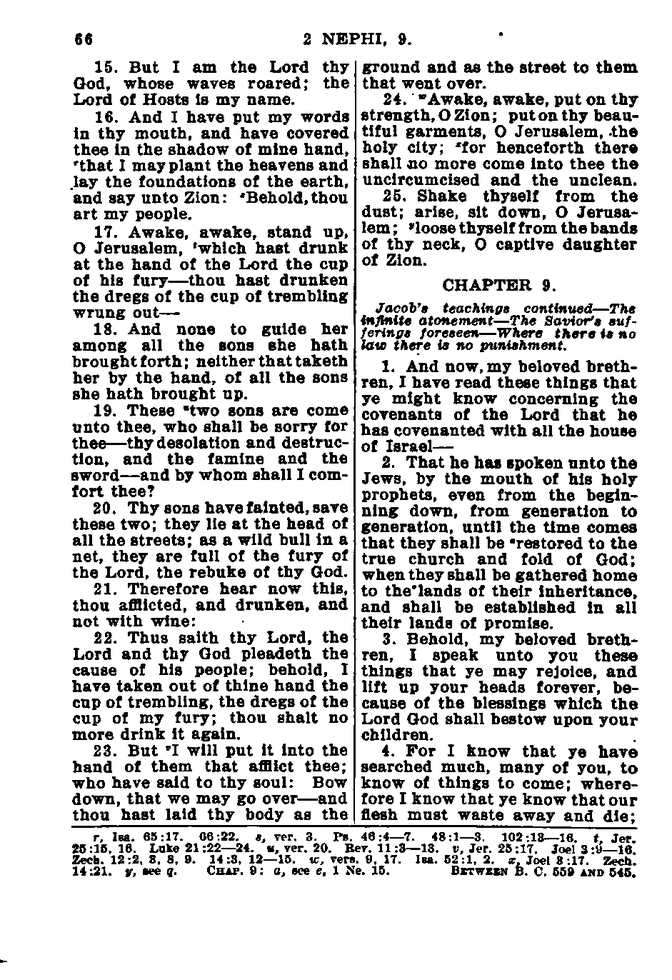 66
2 NEPHI, 9.
15. But I am the Lord thy
God, whose waves roared; the
Lord of Hosts is my name.
16. And I have put my words
in thy mouth, and have covered
thee in the shadow of mine hand,
ʳthat I may plant the heavens and
lay the foundations of the earth,
and say unto Zion: ˢBehold, thou
art my people.
17. Awake, awake, stand up,
O Jerusalem, ᵗwhich hast drunk
at the hand of the Lord the cup
of his fury—thou hast drunken
the dregs of the cup of trembling
wrung out—
18. And none to guide her
among all the sons she hath
brought forth; neither that taketh
her by the hand, of all the sons
she hath brought up.
19. These ᵘtwo sons are come
unto thee, who shall be sorry for
thee—thy desolation and destruc-
tion, and the famine and the
sword—and by whom shall I com-
fort thee?
20. Thy sons have fainted, save
these two; they lie at the head of
all the streets; as a wild bull in a
net, they are full of the fury of
the Lord, the rebuke of thy God.
21. Therefore hear now this,
thou afflicted, and drunken, and
not with wine:
22. Thus saith thy Lord, the
Lord and thy God pleadeth the
cause of his people; behold, I
have taken out of thine hand the
cup of trembling, the dregs of the
cup of my fury; thou shalt no
more drink it again.
23. But ᵛI will put it into the
hand of them that afflict thee;
who have said to thy soul: Bow
down, that we may go over—and
thou hast laid thy body as the
ground and as the street to them
that went over.
24. ʷAwake, awake, put on thy
strength, O Zion; put on thy beau-
tiful garments, O Jerusalem, the
holy city; ˣfor henceforth there
shall no more come into thee the
uncircumcised and the unclean.
25. Shake thyself from the
dust; arise, sit down, O Jerusa-
lem; ʸloose thyself from the bands
of thy neck, O captive daughter
of Zion.
CHAPTER 9.
Jacob's teachings continued—The
infinite atonement—The Savior's suf-
ferings foreseen—Where there is no
law there is no punishment.
1. And now, my beloved breth-
ren, I have read these things that
ye might know concerning the
covenants of the Lord that he
has covenanted with all the house
of Israel—
2. That he has spoken unto the
Jews, by the mouth of his holy
prophets, even from the begin-
ning down, from generation to
generation, until the time comes
that they shall be ᵃrestored to the
true church and fold of God;
when they shall be gathered home
to the lands of their inheritance,
and shall be established in all
their lands of promise.
3. Behold, my beloved breth-
ren, I speak unto you these
things that ye may rejoice, and
lift up your heads forever, be-
cause of the blessings which the
Lord God shall bestow upon your
children.
4. For I know that ye have
searched much, many of you, to
know of things to come; where-
fore I know that ye know that our
flesh must waste away and die;
r, Isa. 65:17. 66:22. s, ver. 3. Ps. 46:4—7. 48:1—3. 102:13—16. t, Jer.
25:15, 16. Luke 21:22—24. u, ver. 20. Rev. 11:3—13. v, Jer. 25:17. Joel 3:9—16.
Zech. 12:2, 3, 8, 9. 14:3, 12—15. w, vers. 9, 17. Isa. 52:1, 2. x, Joel 3:17. Zech.
14:21. y, see q. CHAP. 9: a, see e, 1 Ne. 15. BETWEEN B. C. 559 AND 545.